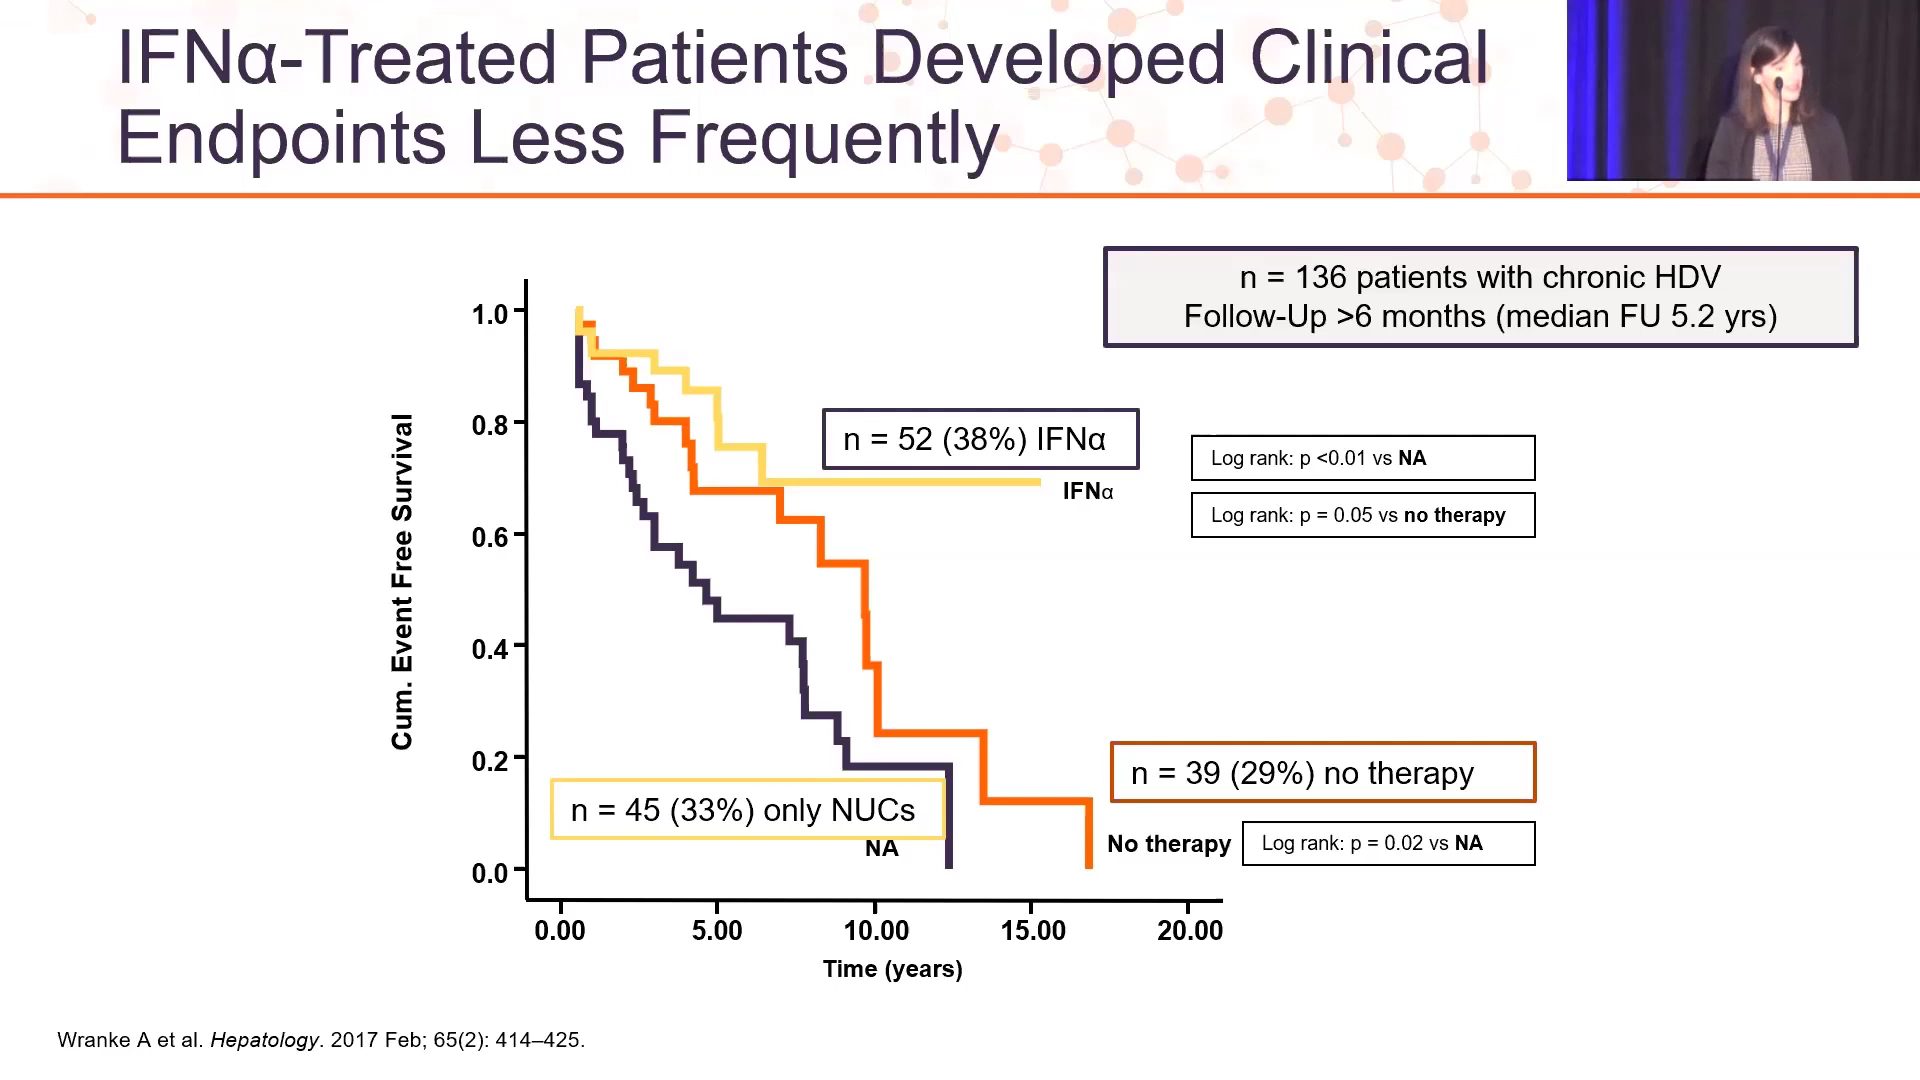 IFNα-Treated Patients Developed Clinical
Endpoints Less Frequently
n = 136 patients with chronic HDV
Follow-Up >6 months (median FU 5.2 yrs)
Cum. Event Free Survival
1.0
0.8
0.6
0.4
0.2
0.0
n = 52 (38%) IFNα
IFNα
Log rank: p <0.01 vs NA
Log rank: p = 0.05 vs no therapy
n = 39 (29%) no therapy
n = 45 (33%) only NUCs
NA
No therapy
Log rank: p = 0.02 vs NA
0.00 5.00 10.00 15.00 20.00
Time (years)
Wranke A et al. Hepatology. 2017 Feb; 65(2): 414–425.